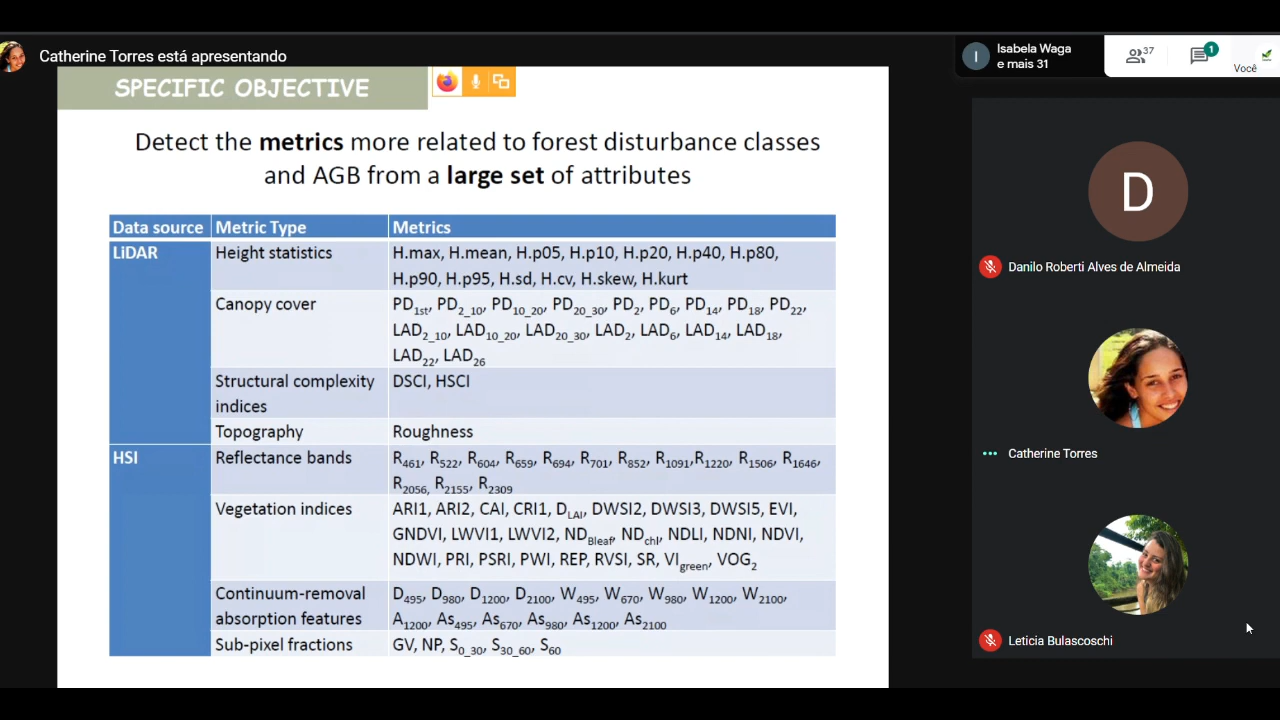 Catherine Torres está apresentando
Isabela Waga
e mais 31
I
37
1
Você
SPECIFIC OBJECTIVE
Detect the metrics more related to forest disturbance classes
and AGB from a large set of attributes
Data source Metric Type Metrics
LiDAR Height statistics H.max, H.mean, H.p05, H.p10, H.p20, H.p40, H.p80,
H.p90, H.p95, H.sd, H.cv, H.skew, H.kurt
Canopy cover PD1st, PD2_10, PD10_20, PD20_30, PD2, PD6, PD14, PD18, PD22,
LAD2_10, LAD10_20, LAD20_30, LAD2, LAD6, LAD14, LAD18,
LAD22, LAD26
Structural complexity DSCI, HSCI
indices
Topography Roughness
HSI Reflectance bands R461, R522, R604, R659, R694, R701, R852, R1091,R1220, R1506, R1646,
R2056, R2155, R2309
Vegetation indices ARI1, ARI2, CAI, CRI1, DLAI, DWSI2, DWSI3, DWSI5, EVI,
GNDVI, LWVI1, LWVI2, NDBleaf, NDchl, NDLI, NDNI, NDVI,
NDWI, PRI, PSRI, PWI, REP, RVSI, SR, VIgreen, VOG2
Continuum-removal D495, D980, D1200, D2100, W495, W670, W980, W1200, W2100,
absorption features A1200, As495, As670, As980, As1200, As2100
Sub-pixel fractions GV, NP, S0_30, S30_60, S60
D
Danilo Roberti Alves de Almeida
Catherine Torres
Leticia Bulascoschi